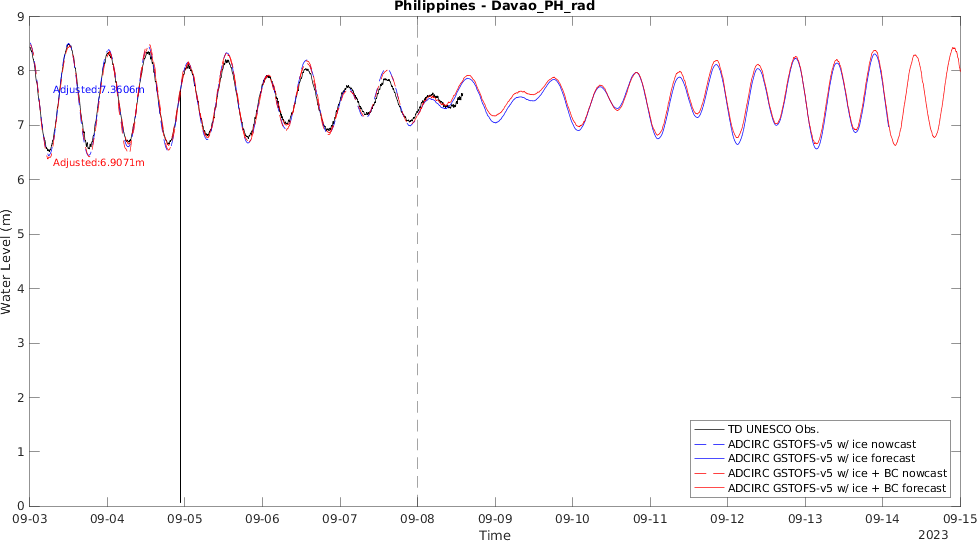 Philippines - Davao_PH_rad
9
8
7
6
5
4
3
2
1
0
Water Level (m)
Adjusted:7.3606m
Adjusted:6.9071m
TD UNESCO Obs.
ADCIRC GSTOFS-v5 w/ ice nowcast
ADCIRC GSTOFS-v5 w/ ice forecast
ADCIRC GSTOFS-v5 w/ ice + BC nowcast
ADCIRC GSTOFS-v5 w/ ice + BC forecast
09-03 09-04 09-05 09-06 09-07 09-08 09-09 09-10 09-11 09-12 09-13 09-14 09-15
Time
2023